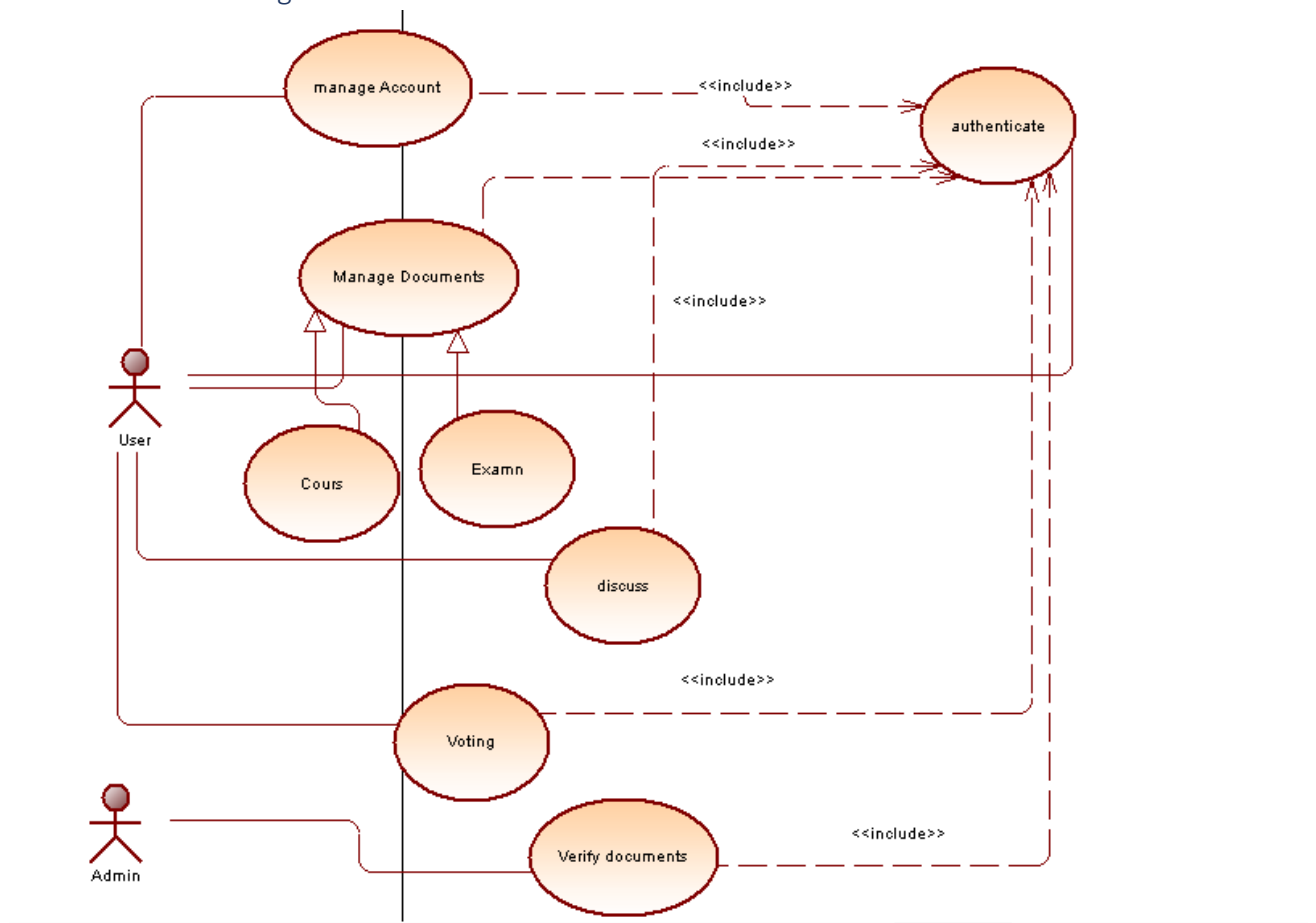 manage Account
<<include>>
authenticate
<<include>>
Manage Documents
<<include>>
User
Cours
Examn
discuss
<<include>>
Voting
<<include>>
Verify documents
Admin